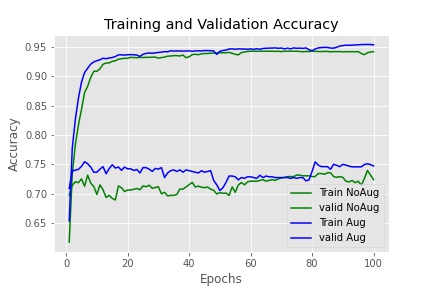 Training and Validation Accuracy
Accuracy
0.95
0.90
0.85
0.80
0.75
0.70
0.65
Train NoAug
valid NoAug
Train Aug
valid Aug
0 20 40 60 80 100
Epochs